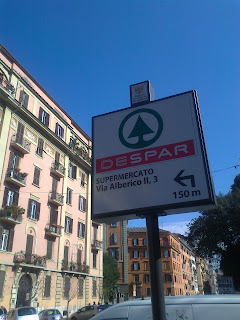 DESPAR
SUPERMERCATO
Via Alberico II, 3
150 m